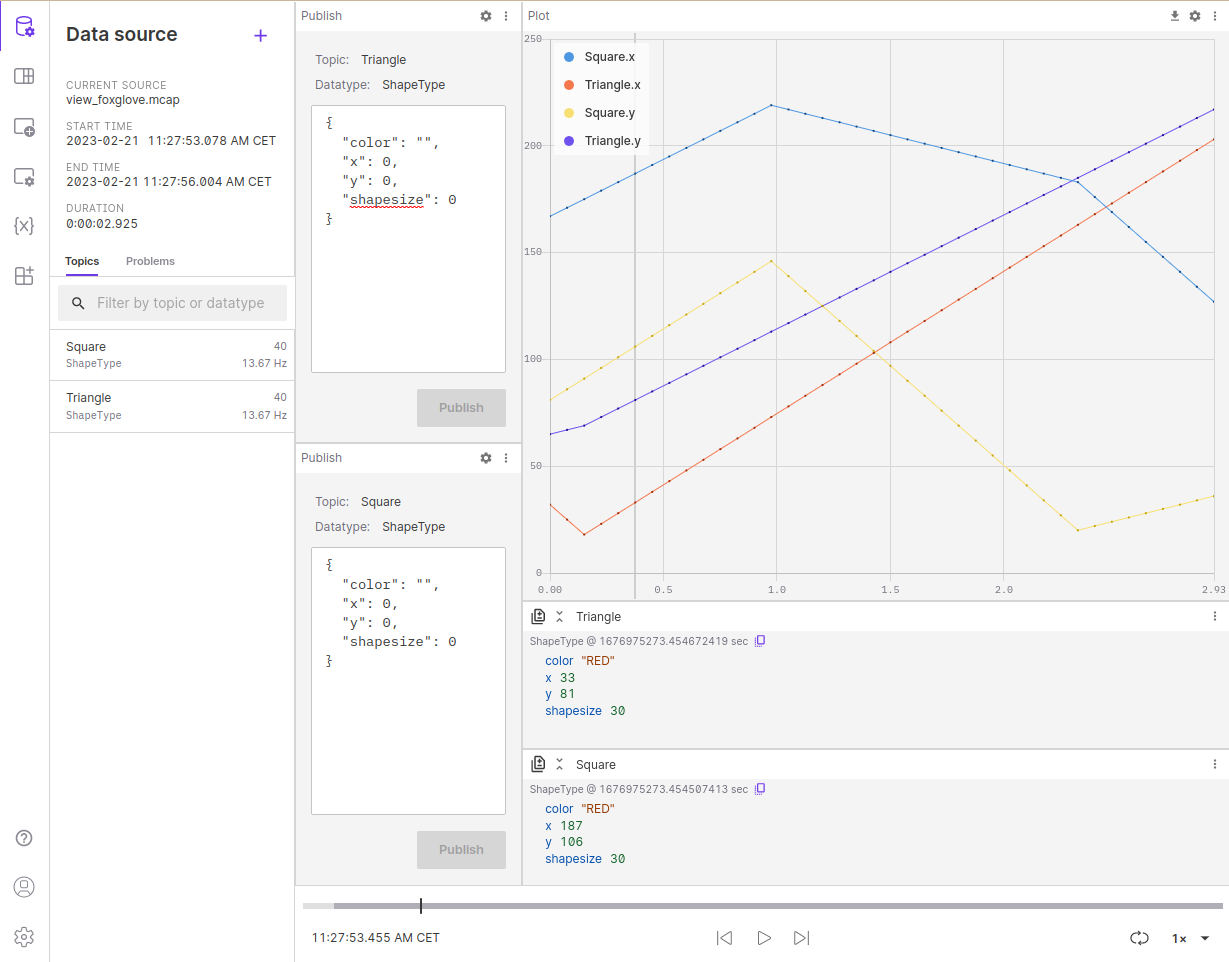 Data source
CURRENT SOURCE
view_foxglove.mcap
START TIME
2023-02-21 11:27:53.078 AM CET
END TIME
2023-02-21 11:27:56.004 AM CET
DURATION
0:00:02.925
Topics Problems
Filter by topic or datatype
Square 40
ShapeType 13.67 Hz
Triangle 40
ShapeType 13.67 Hz
Publish
Topic: Triangle
Datatype: ShapeType
{
"color": "",
"x": 0,
"y": 0,
"shapesize": 0
}
Publish
Publish
Topic: Square
Datatype: ShapeType
{
"color": "",
"x": 0,
"y": 0,
"shapesize": 0
}
Publish
Plot
Square.x
Triangle.x
Square.y
Triangle.y
250
200
150
100
50
0
0.00 0.5 1.0 1.5 2.0 2.93
Triangle
ShapeType @ 1676975273.454672419 sec
color "RED"
x 33
y 81
shapesize 30
Square
ShapeType @ 1676975273.454507413 sec
color "RED"
x 187
y 106
shapesize 30
11:27:53.455 AM CET
1×